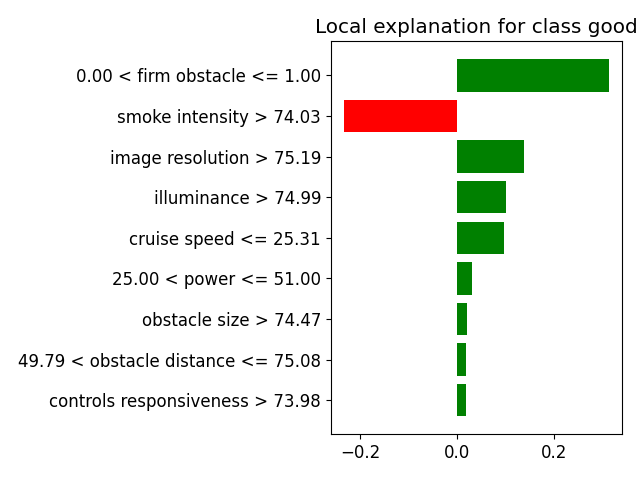 Local explanation for class good
0.00 < firm obstacle <= 1.00
smoke intensity > 74.03
image resolution > 75.19
illuminance > 74.99
cruise speed <= 25.31
25.00 < power <= 51.00
obstacle size > 74.47
49.79 < obstacle distance <= 75.08
controls responsiveness > 73.98
−0.2 0.0 0.2